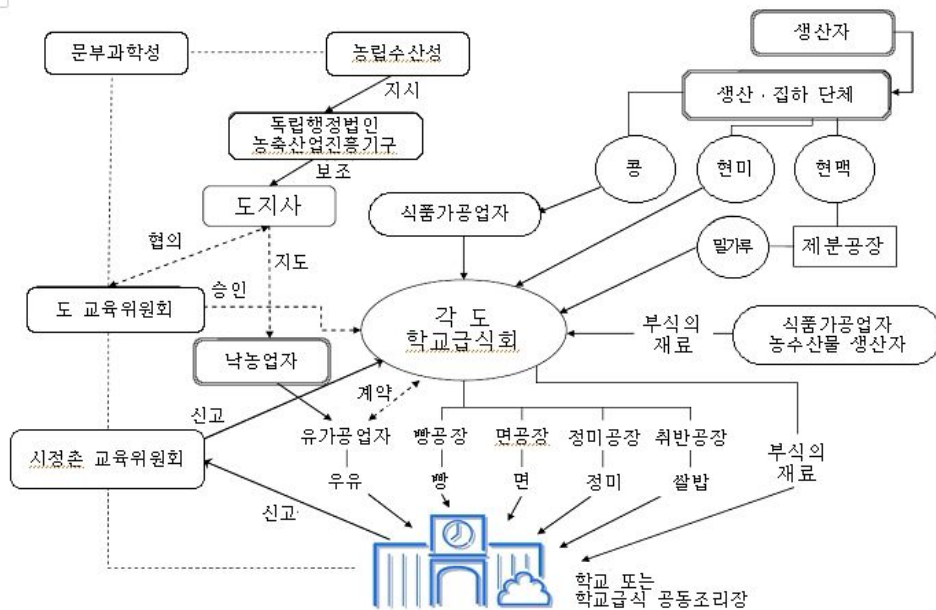 문부과학성
농림수산성
생산자
지시
생산·집하 단체
독립행정법인
농축산업진흥기구
보조
콩
현미
현맥
도지사
식품가공업자
협의
지도
밀가루
제분공장
승인
도 교육위원회
각 도
학교급식회
부식의
재료
식품가공업자
농수산물 생산자
낙농업자
계약
신고
유가공업자
빵공장
면공장
정미공장
취반공장
시정촌 교육위원회
부식의
재료
우유
빵
면
정미
쌀밥
신고
학교 또는
학교급식 공동조리장